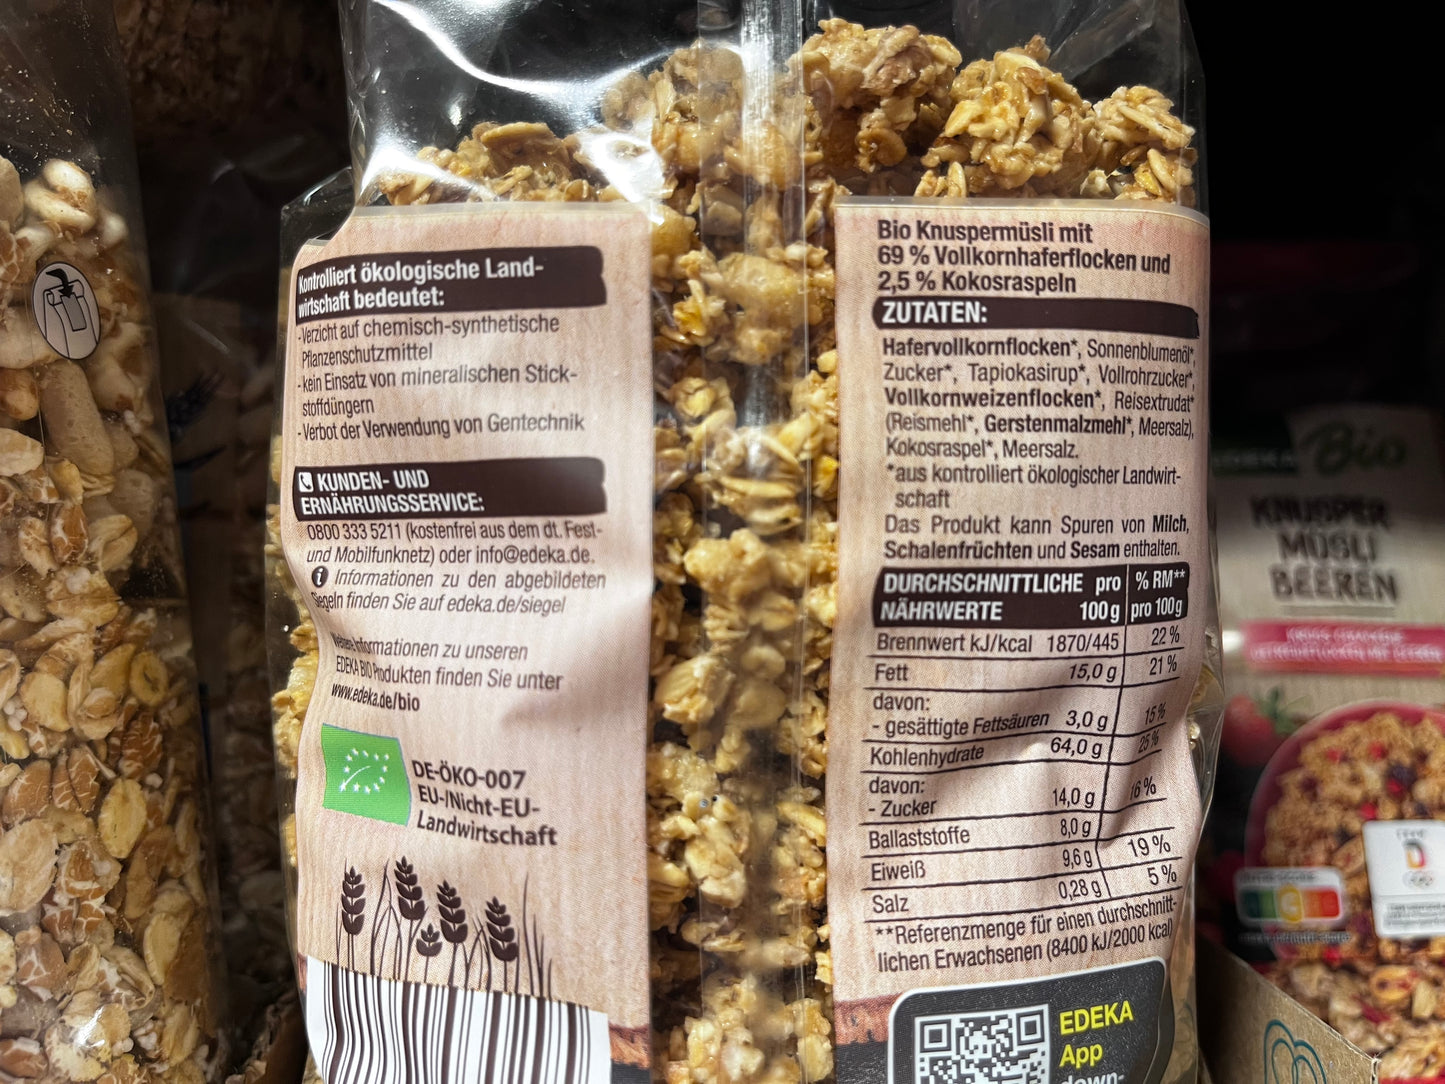 Kontrolliert ökologische Land-
wirtschaft bedeutet:
- Verzicht auf chemisch-synthetische
Pflanzenschutzmittel
- kein Einsatz von mineralischen Stick-
stoffdüngern
- Verbot der Verwendung von Gentechnik
KUNDEN- UND
ERNÄHRUNGSSERVICE:
0800 333 5211 (kostenfrei aus dem dt. Fest-
und Mobilfunknetz) oder info@edeka.de.
i Informationen zu den abgebildeten
Siegeln finden Sie auf edeka.de/siegel
Weitere Informationen zu unseren
EDEKA BIO Produkten finden Sie unter
www.edeka.de/bio
DE-ÖKO-007
EU-/Nicht-EU-
Landwirtschaft
Bio Knuspermüsli mit
69 % Vollkornhaferflocken und
2,5 % Kokosraspeln
ZUTATEN:
Hafervollkornflocken*, Sonnenblumenöl*,
Zucker*, Tapiokasirup*, Vollrohrzucker*,
Vollkornweizenflocken*, Reisextrudat*
(Reismehl*, Gerstenmalzmehl*, Meersalz),
Kokosraspel*, Meersalz.
*aus kontrolliert ökologischer Landwirt-
schaft
Das Produkt kann Spuren von Milch,
Schalenfrüchten und Sesam enthalten.
DURCHSCHNITTLICHE pro % RM**
NÄHRWERTE 100 g pro 100g
Brennwert kJ/kcal 1870/445 22 %
Fett 15,0 g 21 %
davon:
- gesättigte Fettsäuren 3,0 g 15 %
Kohlenhydrate 64,0 g 25 %
davon:
- Zucker 14,0 g 16 %
Ballaststoffe 8,0 g
Eiweiß 9,6 g 19 %
Salz 0,28 g 5 %
**Referenzmenge für einen durchschnitt-
lichen Erwachsenen (8400 kJ/2000 kcal)
EDEKA
App
down-
EDEKA Bio
KNUSPER
MÜSLI
BEEREN